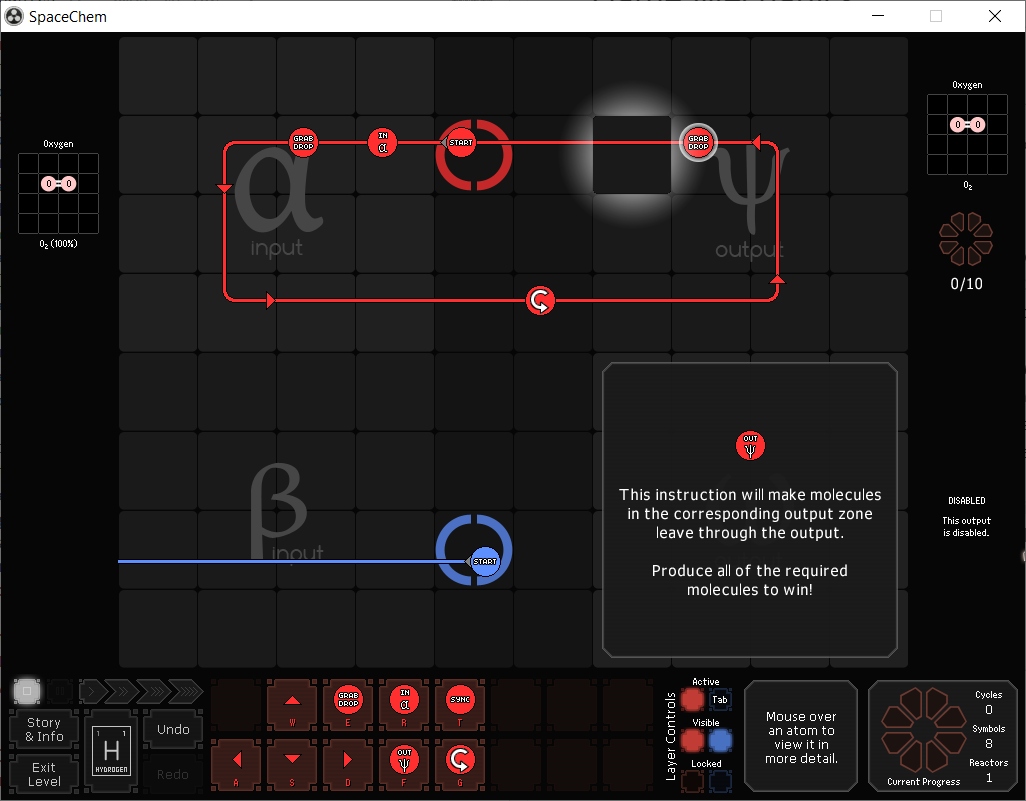 SpaceChem
Oxygen
O=O
O₂ (100%)
GRAB
DROP
IN
α
START
GRAB
DROP
α
input
ψ
output
Oxygen
O=O
O₂
0/10
β
input
START
OUT
ψ
This instruction will make molecules
in the corresponding output zone
leave through the output.
Produce all of the required
molecules to win!
DISABLED
This output
is disabled.
Story
& Info
Exit
Level
1 1
H
HYDROGEN
Undo
Redo
W
GRAB
DROP
E
IN
α
R
SYNC
T
A
S
D
OUT
ψ
F
G
Layer Controls
Active
Tab
Visible
Locked
Mouse over
an atom to
view it in
more detail.
Cycles
0
Symbols
8
Reactors
1
Current Progress